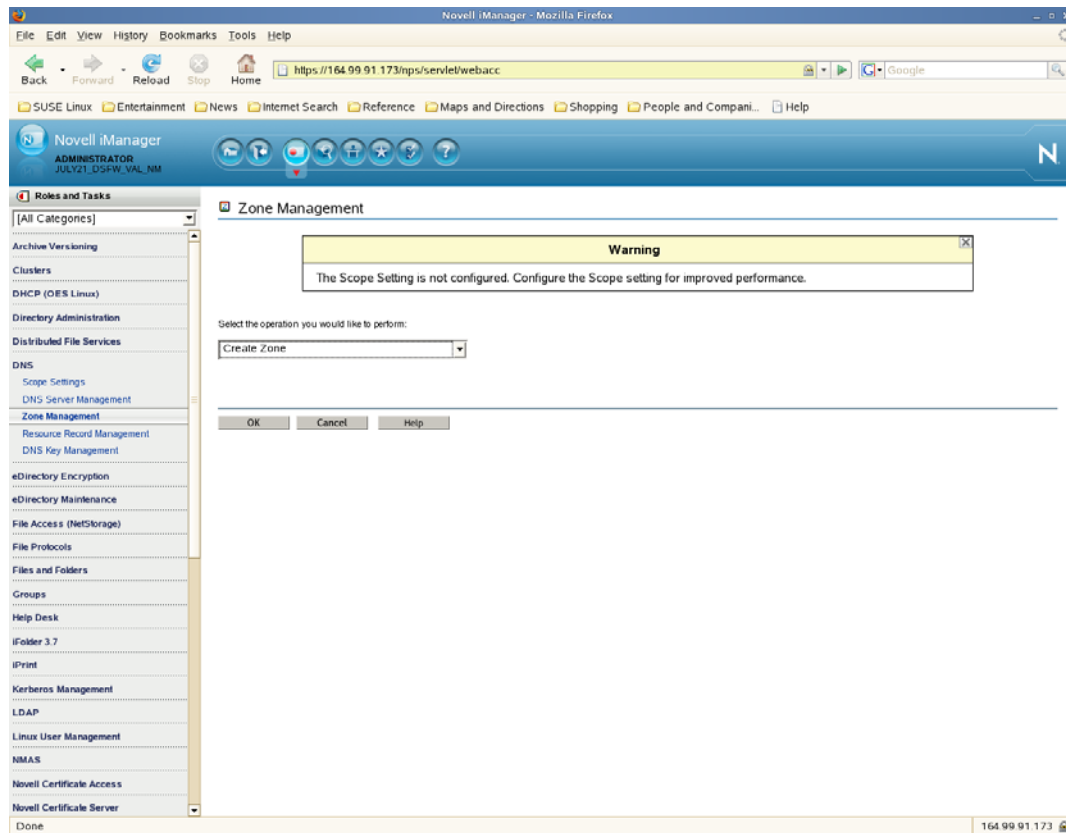 Novell iManager - Mozilla Firefox
File Edit View History Bookmarks Tools Help
Back Forward Reload Stop Home https://164.99.91.173/nps/servlet/webacc G Google
SUSE Linux Entertainment News Internet Search Reference Maps and Directions Shopping People and Compani... Help
Novell iManager
ADMINISTRATOR
JULY21_DSFW_VAL_NM
N
Roles and Tasks
[All Categories]
Archive Versioning
Clusters
DHCP (OES Linux)
Directory Administration
Distributed File Services
DNS
Scope Settings
DNS Server Management
Zone Management
Resource Record Management
DNS Key Management
eDirectory Encryption
eDirectory Maintenance
File Access (NetStorage)
File Protocols
Files and Folders
Groups
Help Desk
iFolder 3.7
iPrint
Kerberos Management
LDAP
Linux User Management
NMAS
Novell Certificate Access
Novell Certificate Server
Zone Management
Warning
The Scope Setting is not configured. Configure the Scope setting for improved performance.
Select the operation you would like to perform:
Create Zone
OK Cancel Help
Done 164.99.91.173